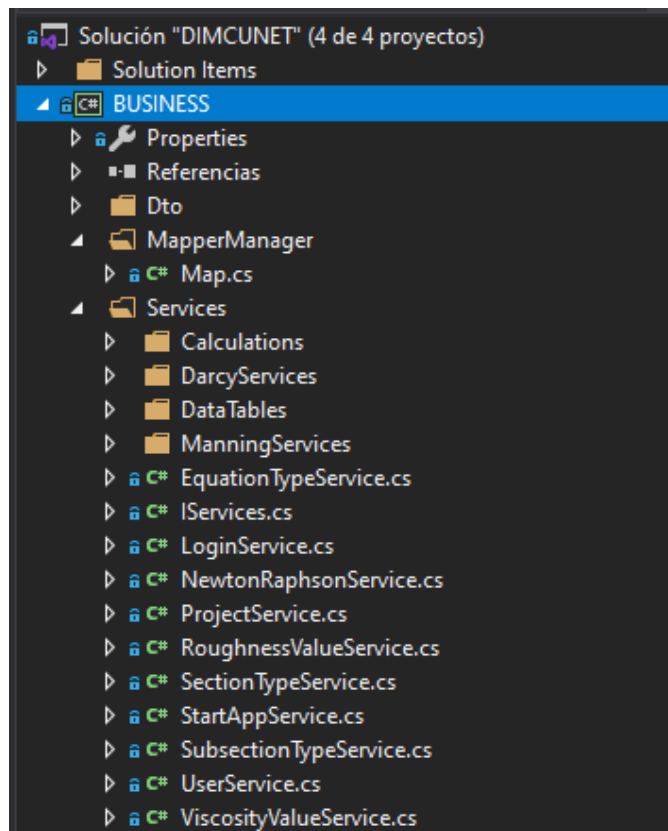 Solución "DIMCUNET" (4 de 4 proyectos)
Solution Items
C# BUSINESS
Properties
Referencias
Dto
MapperManager
C# Map.cs
Services
Calculations
DarcyServices
DataTables
ManningServices
C# EquationTypeService.cs
C# IServices.cs
C# LoginService.cs
C# NewtonRaphsonService.cs
C# ProjectService.cs
C# RoughnessValueService.cs
C# SectionTypeService.cs
C# StartAppService.cs
C# SubsectionTypeService.cs
C# UserService.cs
C# ViscosityValueService.cs